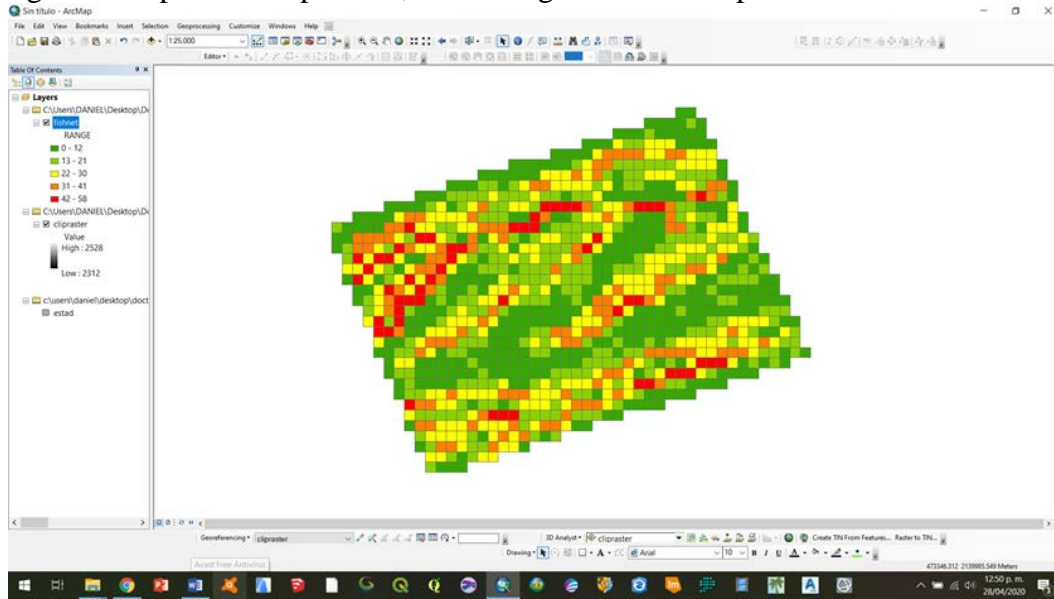 Sin título - ArcMap
File Edit View Bookmarks Insert Selection Geoprocessing Customize Windows Help
1:25,000
Editor
Table Of Contents
Layers
C:\Users\DANIEL\Desktop\Do
fishnet
RANGE
0 - 12
13 - 21
22 - 30
31 - 41
42 - 58
C:\Users\DANIEL\Desktop\Do
clipraster
Value
High : 2528
Low : 2312
c:\users\daniel\desktop\doct
estad
Georeferencing clipraster
3D Analyst clipraster Create TIN From Features... Raster to TIN...
Drawing A Arial 10 B I U A
Avast Free Antivirus
473346.312 2139985.549 Meters
12:50 p. m.
28/04/2020